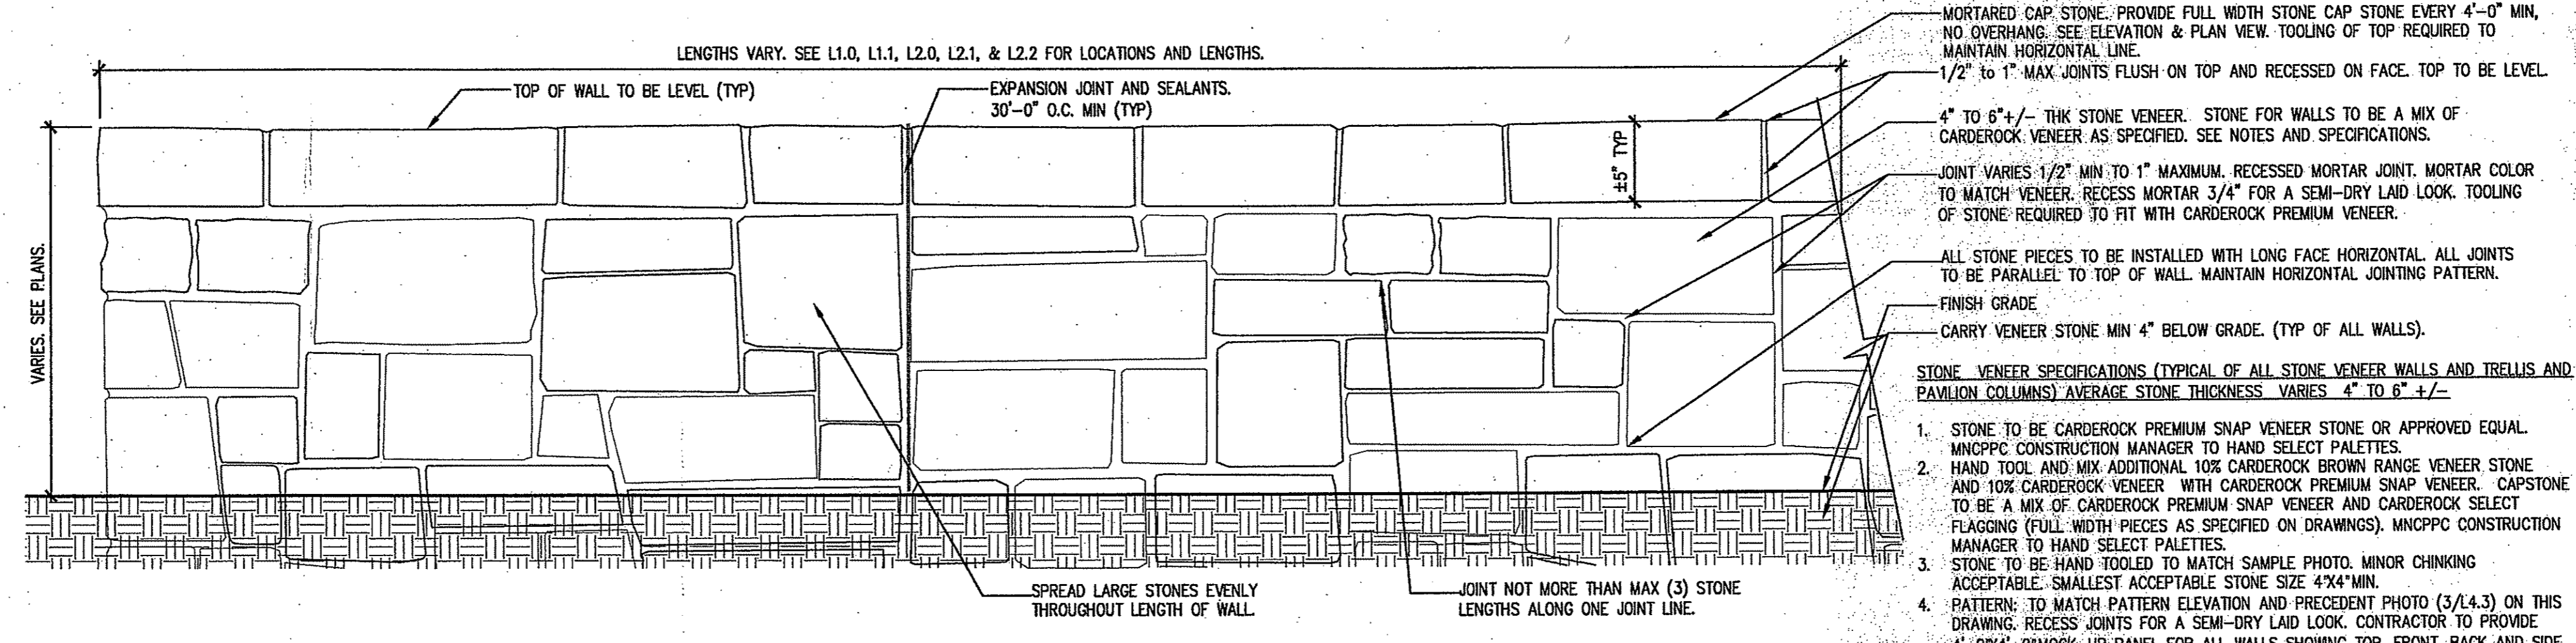 LENGTHS VARY. SEE L1.0, L1.1, L2.0, L2.1, & L2.2 FOR LOCATIONS AND LENGTHS.
TOP OF WALL TO BE LEVEL (TYP)
EXPANSION JOINT AND SEALANTS.
30'-0" O.C. MIN (TYP)
VARIES. SEE PLANS.
±5" TYP
MORTARED CAP STONE. PROVIDE FULL WIDTH STONE CAP STONE EVERY 4'-0" MIN,
NO OVERHANG. SEE ELEVATION & PLAN VIEW. TOOLING OF TOP REQUIRED TO
MAINTAIN HORIZONTAL LINE.
1/2" to 1" MAX JOINTS FLUSH ON TOP AND RECESSED ON FACE. TOP TO BE LEVEL.
4" TO 6"+/- THK STONE VENEER. STONE FOR WALLS TO BE A MIX OF
CARDEROCK VENEER AS SPECIFIED. SEE NOTES AND SPECIFICATIONS.
JOINT VARIES 1/2" MIN TO 1" MAXIMUM. RECESSED MORTAR JOINT. MORTAR COLOR
TO MATCH VENEER. RECESS MORTAR 3/4" FOR A SEMI-DRY LAID LOOK. TOOLING
OF STONE REQUIRED TO FIT WITH CARDEROCK PREMIUM VENEER.
ALL STONE PIECES TO BE INSTALLED WITH LONG FACE HORIZONTAL. ALL JOINTS
TO BE PARALLEL TO TOP OF WALL. MAINTAIN HORIZONTAL JOINTING PATTERN.
FINISH GRADE
CARRY VENEER STONE MIN 4" BELOW GRADE. (TYP OF ALL WALLS).
SPREAD LARGE STONES EVENLY
THROUGHOUT LENGTH OF WALL.
JOINT NOT MORE THAN MAX (3) STONE
LENGTHS ALONG ONE JOINT LINE.
STONE VENEER SPECIFICATIONS (TYPICAL OF ALL STONE VENEER WALLS AND TRELLIS AND
PAVILION COLUMNS) AVERAGE STONE THICKNESS VARIES 4" TO 6" +/-
1. STONE TO BE CARDEROCK PREMIUM SNAP VENEER STONE OR APPROVED EQUAL.
MNCPPC CONSTRUCTION MANAGER TO HAND SELECT PALETTES.
2. HAND TOOL AND MIX ADDITIONAL 10% CARDEROCK BROWN RANGE VENEER STONE
AND 10% CARDEROCK VENEER WITH CARDEROCK PREMIUM SNAP VENEER. CAPSTONE
TO BE A MIX OF CARDEROCK PREMIUM SNAP VENEER AND CARDEROCK SELECT
FLAGGING (FULL WIDTH PIECES AS SPECIFIED ON DRAWINGS). MNCPPC CONSTRUCTION
MANAGER TO HAND SELECT PALETTES.
3. STONE TO BE HAND TOOLED TO MATCH SAMPLE PHOTO. MINOR CHINKING
ACCEPTABLE. SMALLEST ACCEPTABLE STONE SIZE 4"X4"MIN.
4. PATTERN: TO MATCH PATTERN ELEVATION AND PRECEDENT PHOTO (3/L4.3) ON THIS
DRAWING. RECESS JOINTS FOR A SEMI-DRY LAID LOOK. CONTRACTOR TO PROVIDE
MOCK-UP PANEL FOR ALL WALLS SHOWING TOP, FRONT, BACK AND SIDE